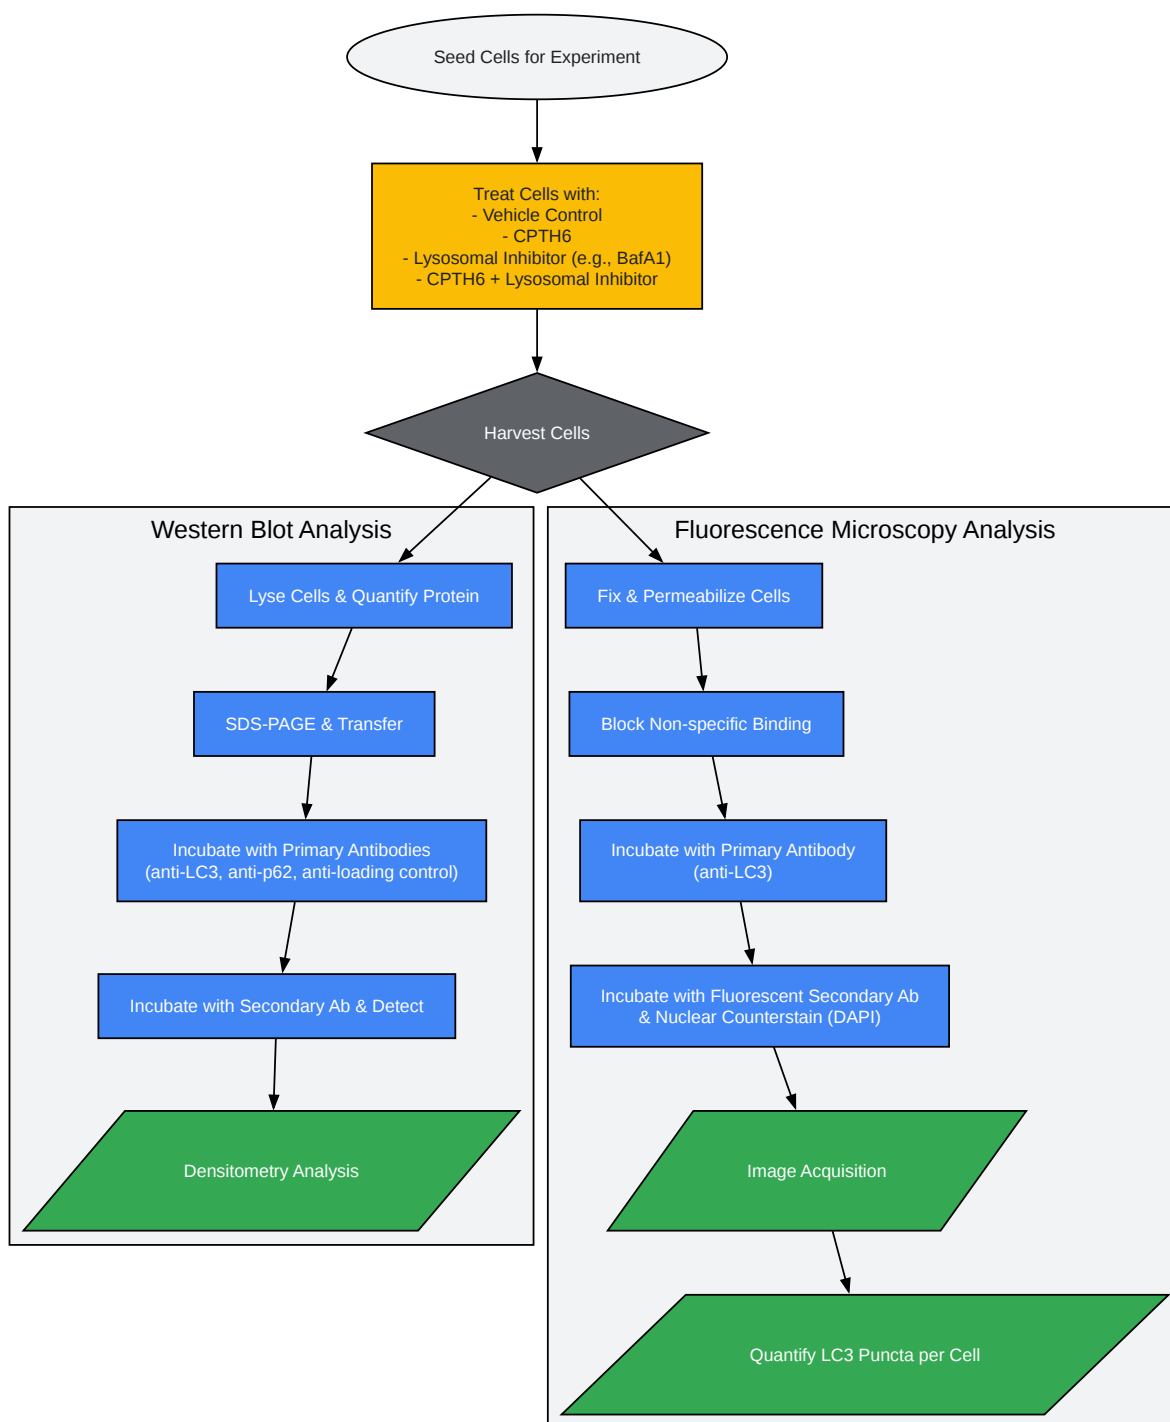 Seed Cells for Experiment
Treat Cells with:
- Vehicle Control
- CPTH6
- Lysosomal Inhibitor (e.g., BafA1)
- CPTH6 + Lysosomal Inhibitor
Harvest Cells
Western Blot Analysis
Lyse Cells & Quantify Protein
SDS-PAGE & Transfer
Incubate with Primary Antibodies
(anti-LC3, anti-p62, anti-loading control)
Incubate with Secondary Ab & Detect
Densitometry Analysis
Fluorescence Microscopy Analysis
Fix & Permeabilize Cells
Block Non-specific Binding
Incubate with Primary Antibody
(anti-LC3)
Incubate with Fluorescent Secondary Ab
& Nuclear Counterstain (DAPI)
Image Acquisition
Quantify LC3 Puncta per Cell